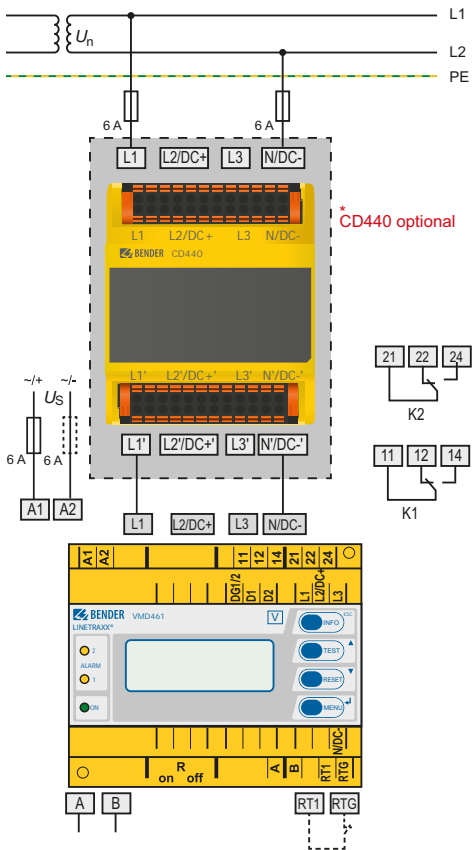 L1
Un
L2
PE
6 A 6 A
L1 L2/DC+ L3 N/DC-
*
CD440 optional
L1 L2/DC+ L3 N/DC-
BENDER CD440
L1' L2'/DC+' L3' N'/DC-'
~/+ ~/-
US
6 A 6 A
L1' L2'/DC+' L3' N'/DC-'
A1 A2
21 22 24
K2
11 12 14
K1
L1 L2/DC+ L3 N/DC-
A1 A2 11 12 14 21 22 24
DG1/2 D1 D2 L1 L2/DC+ L3
BENDER VMD461 V
LINETRAXX®
INFO ESC
2
ALARM
1
TEST
RESET
ON
MENU
N/DC-
R
on off
A B RT1 RTG
A B RT1 RTG